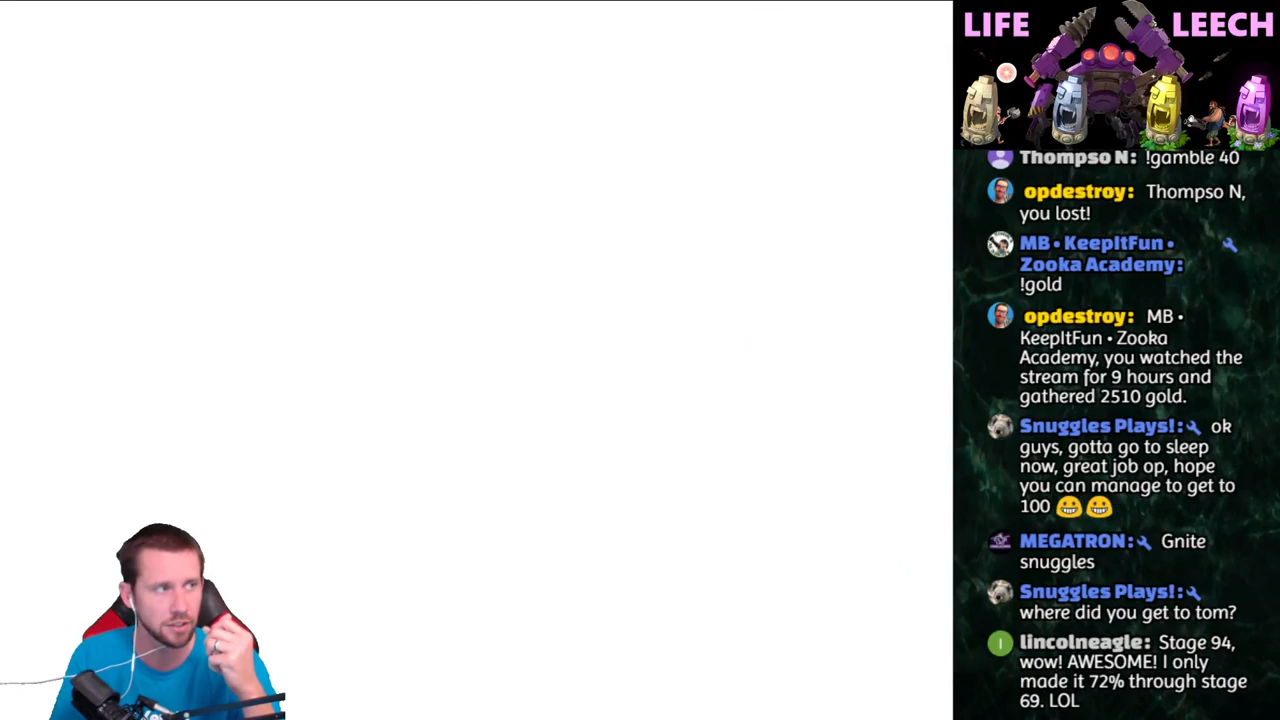 LIFE LEECH
Thompso N: !gamble 40
opdestroy: Thompso N,
you lost!
MB • KeepItFun •
Zooka Academy:
!gold
opdestroy: MB •
KeepItFun • Zooka
Academy, you watched the
stream for 9 hours and
gathered 2510 gold.
Snuggles Plays!: ok
guys, gotta go to sleep
now, great job op, hope
you can manage to get to
100
MEGATRON: Gnite
snuggles
Snuggles Plays!:
where did you get to tom?
l
lincolneagle: Stage 94,
wow! AWESOME! I only
made it 72% through stage
69. LOL